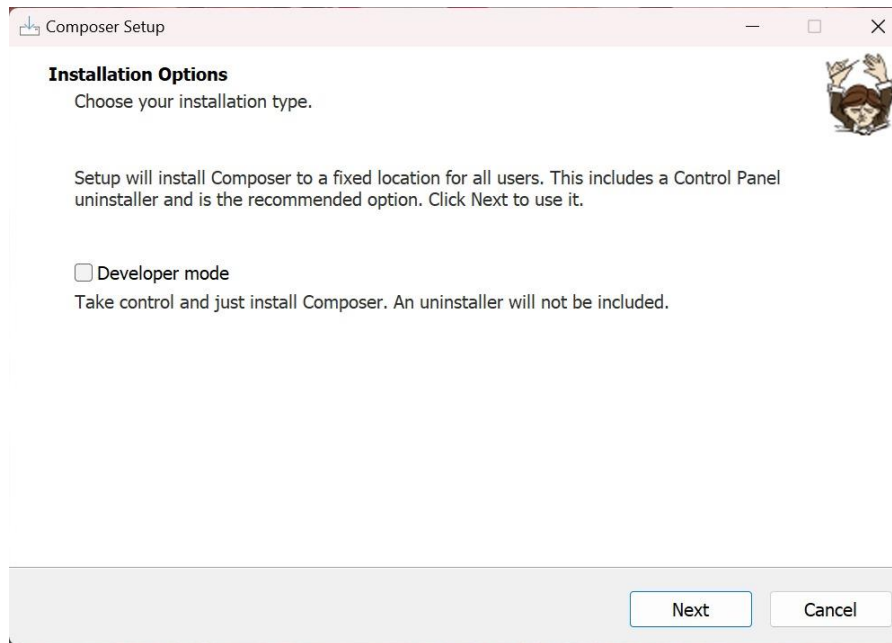 Composer Setup
Installation Options
Choose your installation type.
Setup will install Composer to a fixed location for all users. This includes a Control Panel
uninstaller and is the recommended option. Click Next to use it.
Developer mode
Take control and just install Composer. An uninstaller will not be included.
Next
Cancel